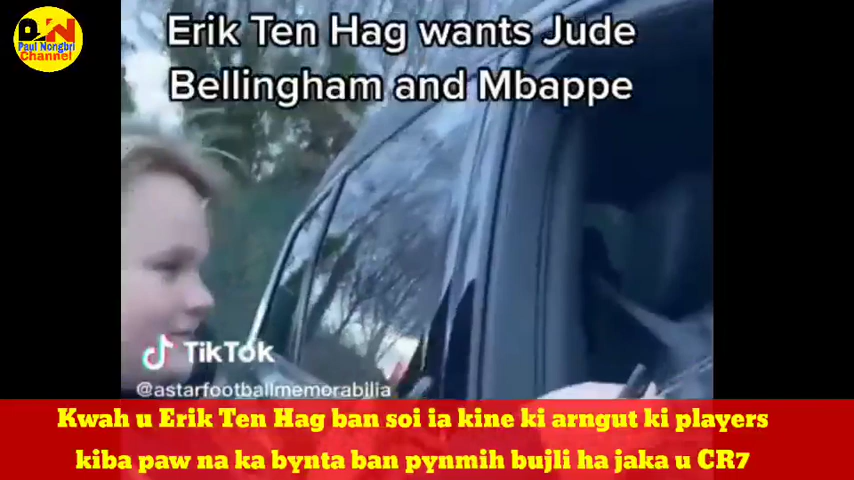 PN
Paul Nongbri
Channel
Erik Ten Hag wants Jude
Bellingham and Mbappe
TikTok
@astarfootballmemorabilia
Kwah u Erik Ten Hag ban soi ia kine ki arngut ki players
kiba paw na ka bynta ban pynmih bujli ha jaka u CR7